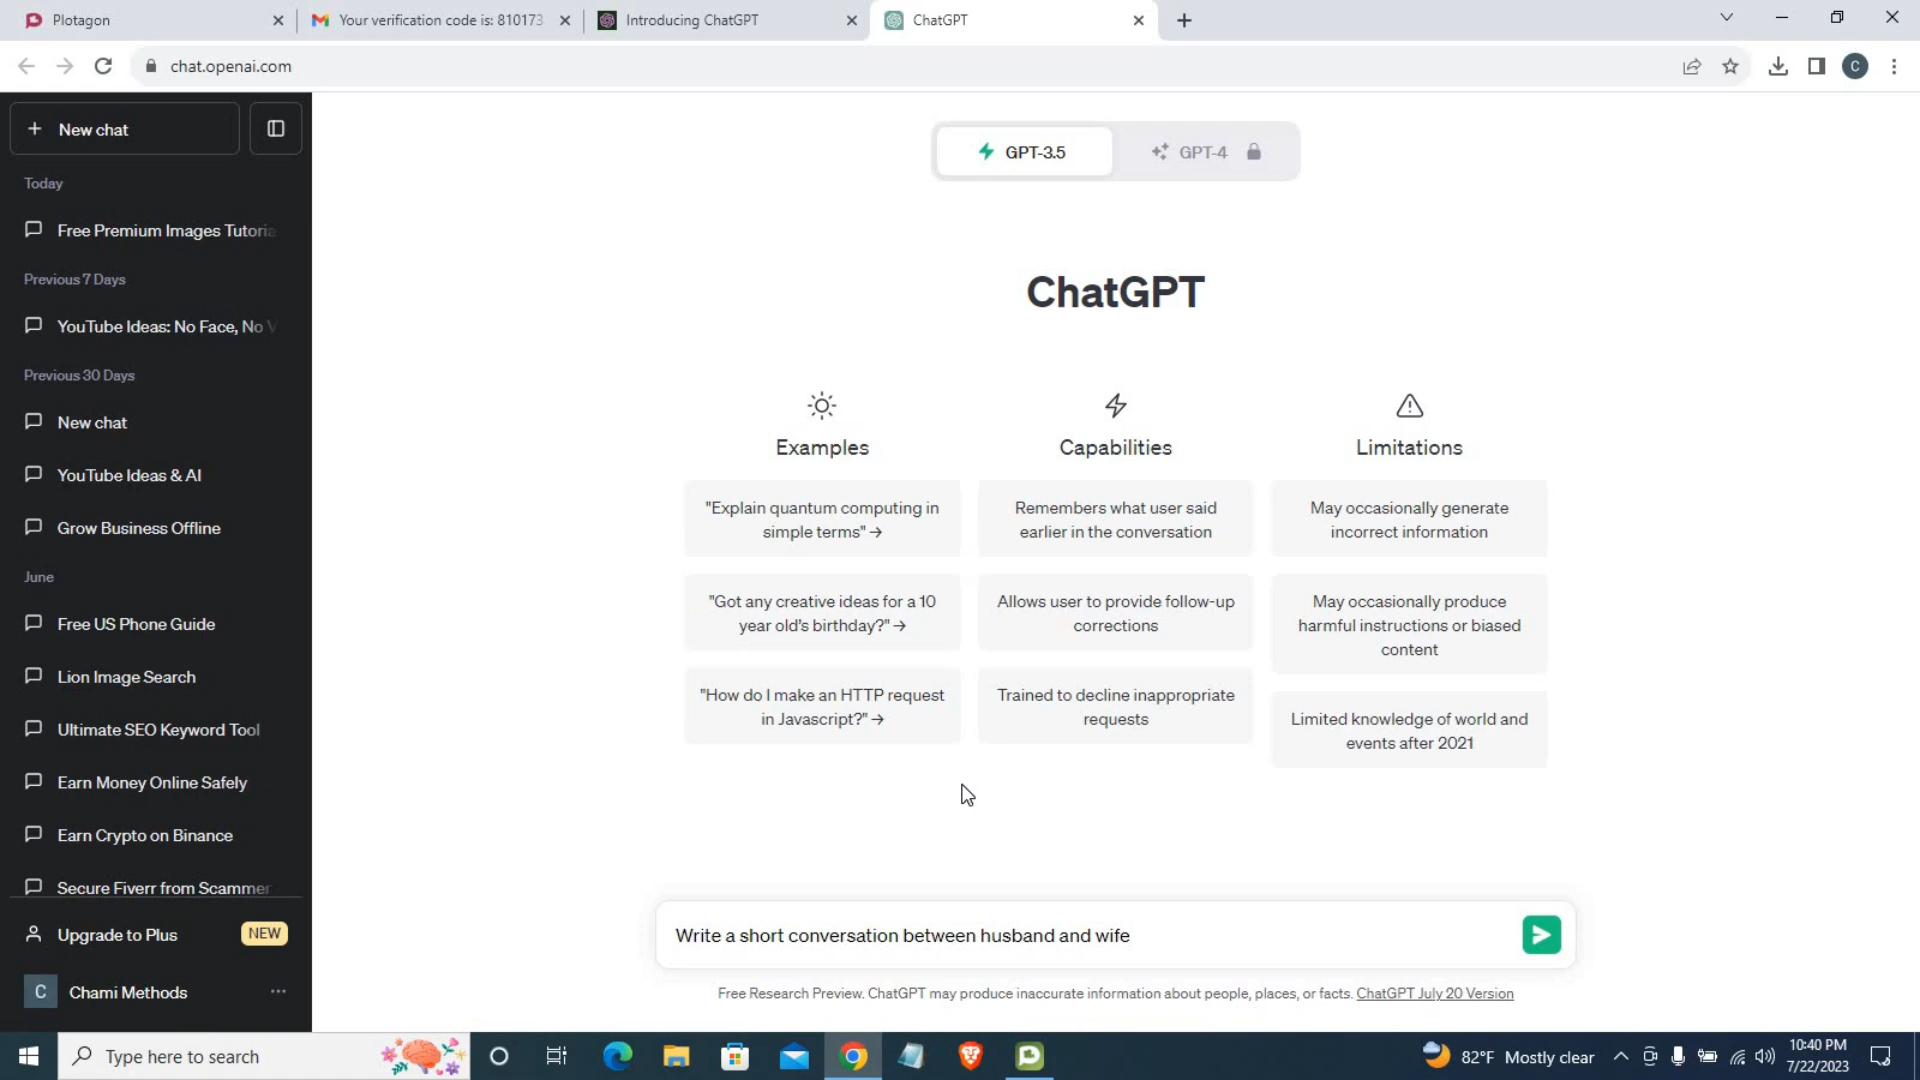 Plotagon
Your verification code is: 810173
Introducing ChatGPT
ChatGPT
chat.openai.com
C
New chat
Today
Free Premium Images Tutoria
Previous 7 Days
YouTube Ideas: No Face, No V
Previous 30 Days
New chat
YouTube Ideas & AI
Grow Business Offline
June
Free US Phone Guide
Lion Image Search
Ultimate SEO Keyword Tool
Earn Money Online Safely
Earn Crypto on Binance
Secure Fiverr from Scammer
Upgrade to Plus
NEW
C
Chami Methods
GPT-3.5
GPT-4
ChatGPT
Examples
"Explain quantum computing in
simple terms" →
"Got any creative ideas for a 10
year old's birthday?" →
"How do I make an HTTP request
in Javascript?" →
Capabilities
Remembers what user said
earlier in the conversation
Allows user to provide follow-up
corrections
Trained to decline inappropriate
requests
Limitations
May occasionally generate
incorrect information
May occasionally produce
harmful instructions or biased
content
Limited knowledge of world and
events after 2021
Write a short conversation between husband and wife
Free Research Preview. ChatGPT may produce inaccurate information about people, places, or facts. ChatGPT July 20 Version
Type here to search
82°F Mostly clear
10:40 PM
7/22/2023